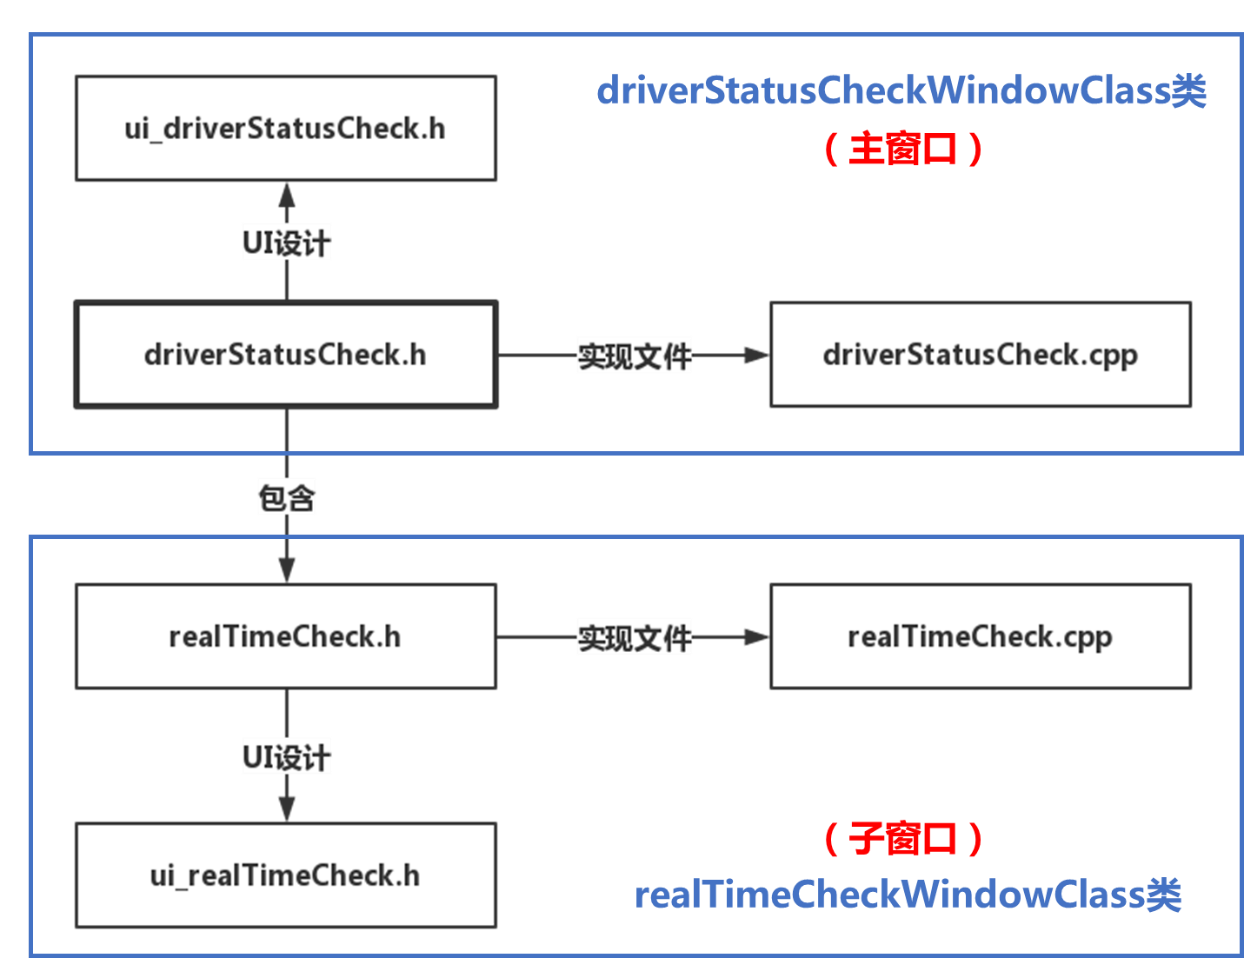 driverStatusCheckWindowClass类
（主窗口）
ui_driverStatusCheck.h
UI设计
driverStatusCheck.h
实现文件
driverStatusCheck.cpp
包含
realTimeCheck.h
实现文件
realTimeCheck.cpp
UI设计
ui_realTimeCheck.h
（子窗口）
realTimeCheckWindowClass类